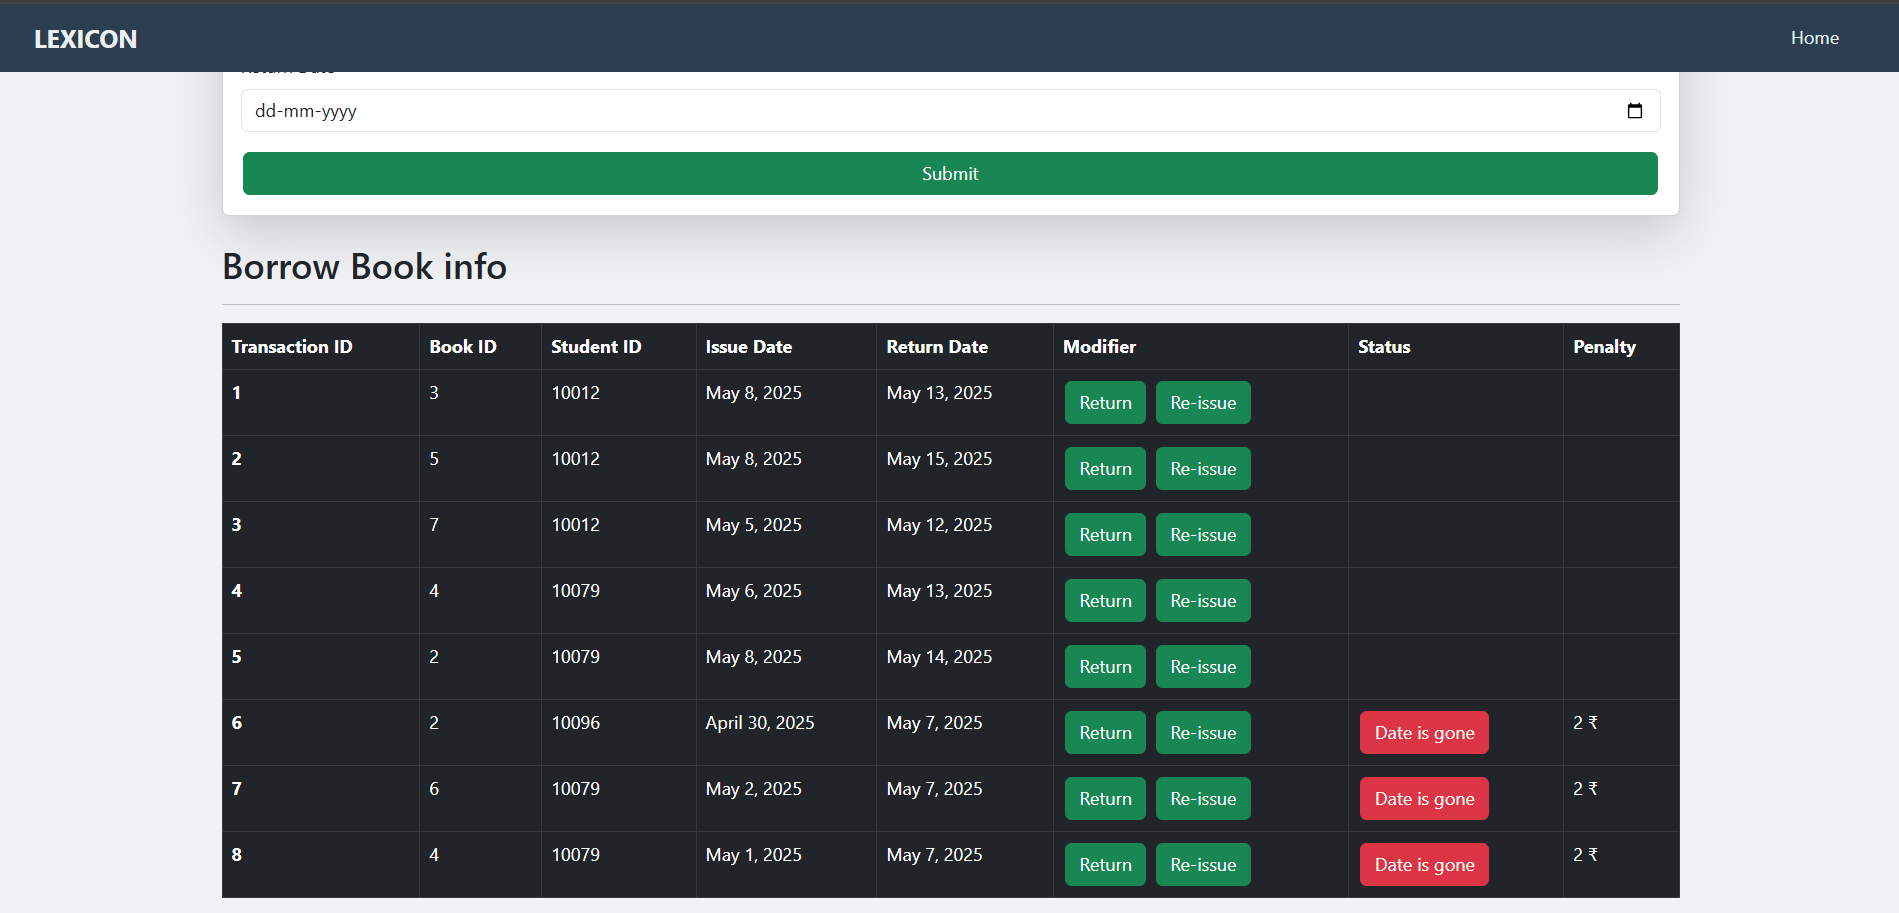 LEXICON Home
Return Date
dd-mm-yyyy
Submit
Borrow Book info
Transaction ID Book ID Student ID Issue Date Return Date Modifier Status Penalty
1 3 10012 May 8, 2025 May 13, 2025 Return Re-issue
2 5 10012 May 8, 2025 May 15, 2025 Return Re-issue
3 7 10012 May 5, 2025 May 12, 2025 Return Re-issue
4 4 10079 May 6, 2025 May 13, 2025 Return Re-issue
5 2 10079 May 8, 2025 May 14, 2025 Return Re-issue
6 2 10096 April 30, 2025 May 7, 2025 Return Re-issue Date is gone 2 ₹
7 6 10079 May 2, 2025 May 7, 2025 Return Re-issue Date is gone 2 ₹
8 4 10079 May 1, 2025 May 7, 2025 Return Re-issue Date is gone 2 ₹